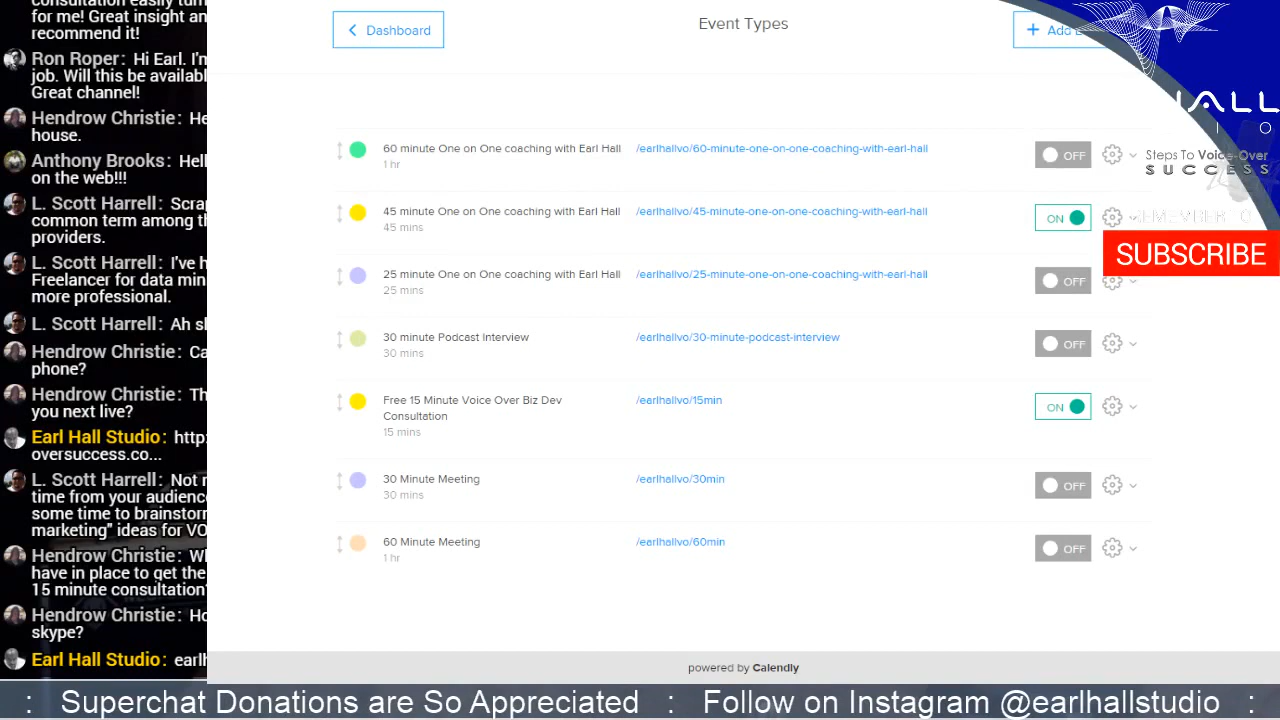 consultation easily turn
for me! Great insight an
recommend it!
Ron Roper: Hi Earl. I'm
job. Will this be availabl
Great channel!
Hendrow Christie: He
house.
Anthony Brooks: Hell
on the web!!!
L. Scott Harrell: Scrap
common term among th
providers.
L. Scott Harrell: I've h
Freelancer for data min
more professional.
L. Scott Harrell: Ah sl
Hendrow Christie: Ca
phone?
Hendrow Christie: Th
you next live?
Earl Hall Studio: http:
oversuccess.co...
L. Scott Harrell: Not m
time from your audience
some time to brainstorm
marketing" ideas for VO
Hendrow Christie: Wh
have in place to get the
15 minute consultation?
Hendrow Christie: Ho
skype?
Earl Hall Studio: earlh
Dashboard
Event Types
+ Add E
60 minute One on One coaching with Earl Hall
1 hr
/earlhallvo/60-minute-one-on-one-coaching-with-earl-hall
OFF
45 minute One on One coaching with Earl Hall
45 mins
/earlhallvo/45-minute-one-on-one-coaching-with-earl-hall
ON
25 minute One on One coaching with Earl Hall
25 mins
/earlhallvo/25-minute-one-on-one-coaching-with-earl-hall
OFF
30 minute Podcast Interview
30 mins
/earlhallvo/30-minute-podcast-interview
OFF
Free 15 Minute Voice Over Biz Dev
Consultation
15 mins
/earlhallvo/15min
ON
30 Minute Meeting
30 mins
/earlhallvo/30min
OFF
60 Minute Meeting
1 hr
/earlhallvo/60min
OFF
powered by Calendly
HALL
I O
Steps To Voice-Over
SUCCESS
REMEMBER TO
SUBSCRIBE
: Superchat Donations are So Appreciated : Follow on Instagram @earlhallstudio :